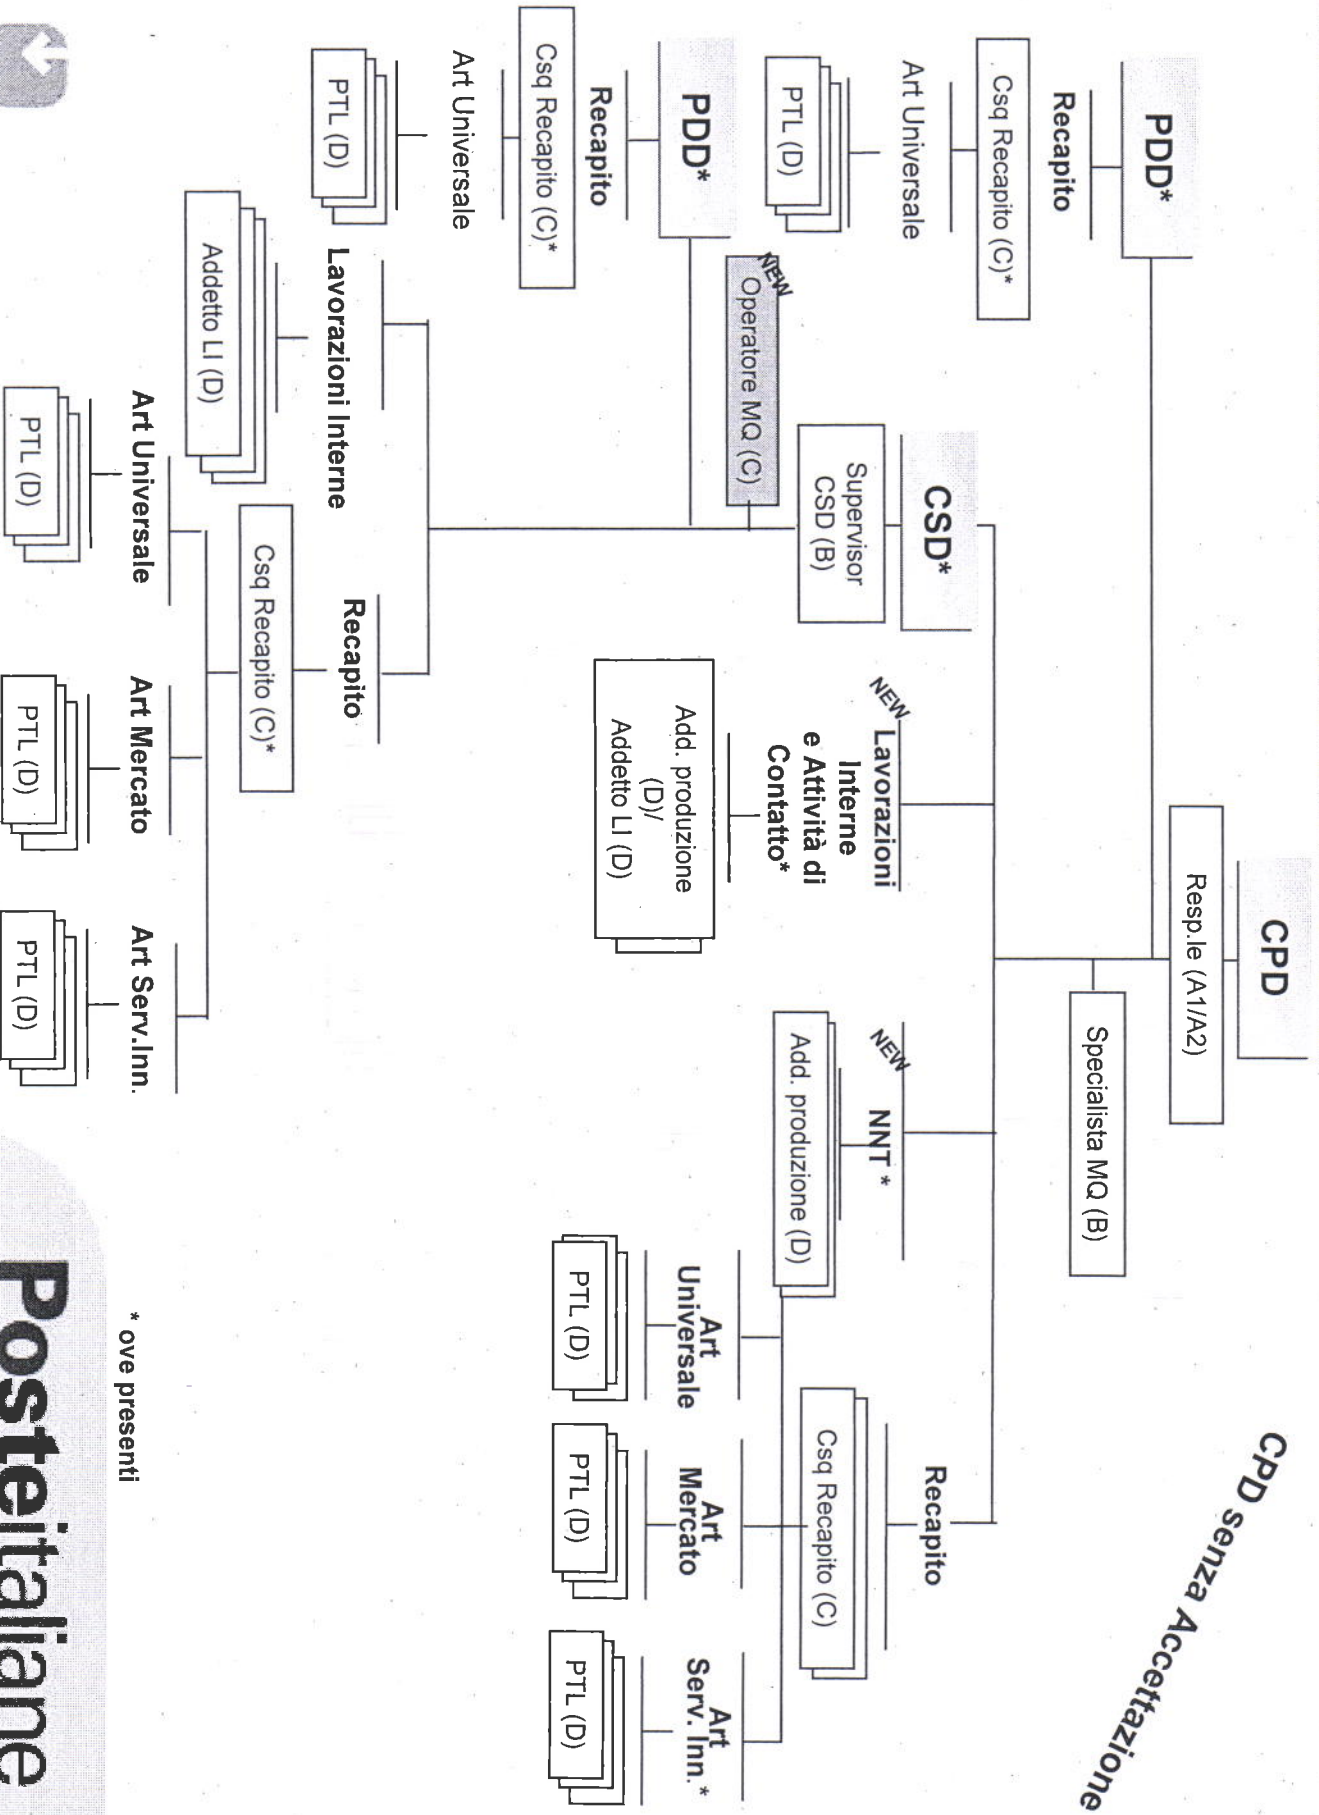 CPD senza Accettazione
CPD
Resp.le (A1/A2)
Specialista MQ (B)
PDD*
Recapito
Csq Recapito (C)*
Art Universale
PTL (D)
CSD*
Supervisor
CSD (B)
NEW
Operatore MQ (C)
NEW
Lavorazioni
Interne
e Attività di
Contatto*
Add. produzione
(D)/
Addetto LI (D)
NEW
NNT *
Add. produzione (D)
Recapito
Csq Recapito (C)
Art
Universale
PTL (D)
Art
Mercato
PTL (D)
Art
Serv. Inn.*
PTL (D)
PDD*
Recapito
Csq Recapito (C)*
Art Universale
PTL (D)
Lavorazioni Interne
Addetto LI (D)
Recapito
Csq Recapito (C)*
Art Universale
PTL (D)
Art Mercato
PTL (D)
Art Serv.Inn.
PTL (D)
* ove presenti
Posteitaliane